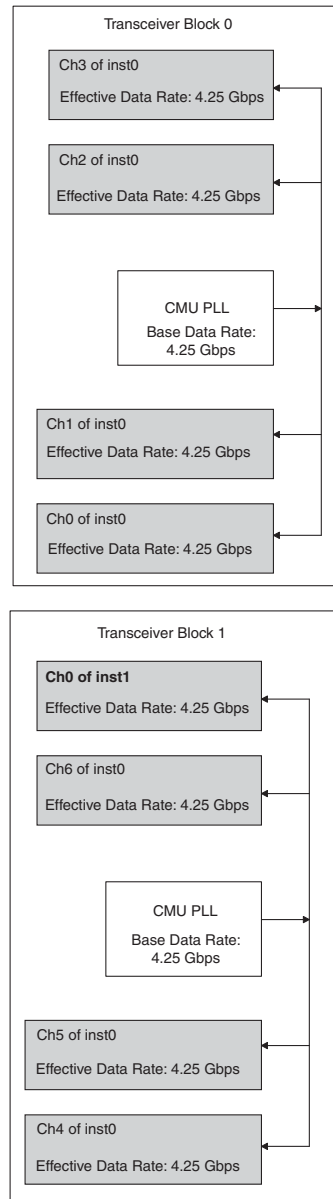 Transceiver Block 0
Ch3 of inst0
Effective Data Rate: 4.25 Gbps
Ch2 of inst0
Effective Data Rate: 4.25 Gbps
CMU PLL
Base Data Rate:
4.25 Gbps
Ch1 of inst0
Effective Data Rate: 4.25 Gbps
Ch0 of inst0
Effective Data Rate: 4.25 Gbps
Transceiver Block 1
Ch0 of inst1
Effective Data Rate: 4.25 Gbps
Ch6 of inst0
Effective Data Rate: 4.25 Gbps
CMU PLL
Base Data Rate:
4.25 Gbps
Ch5 of inst0
Effective Data Rate: 4.25 Gbps
Ch4 of inst0
Effective Data Rate: 4.25 Gbps